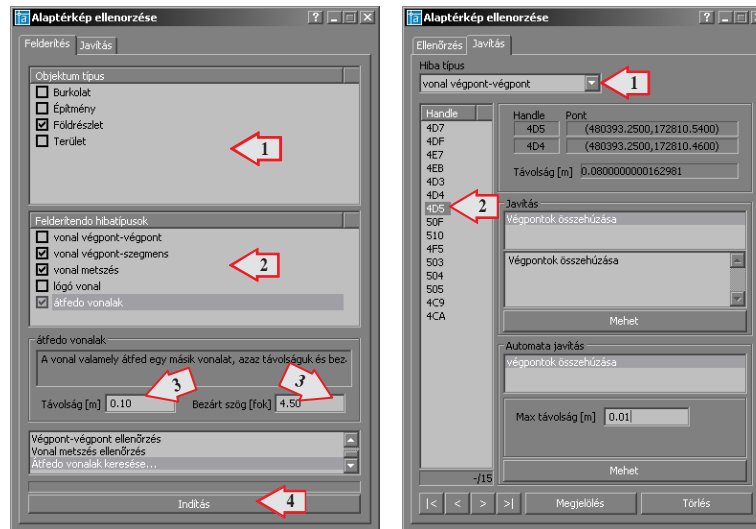 Alaptérkép ellenorzése
Felderítés Javítás
Objektum típus
Burkolat
Építmény
Földrészlet
Terület
1
Felderítendo hibatípusok
vonal végpont-végpont
vonal végpont-szegmens
vonal metszés
lógó vonal
átfedo vonalak
2
átfedo vonalak
A vonal valamely átfed egy másik vonalat, azaz távolságuk és bez
3
3
Távolság [m] 0.10 Bezárt szög [fok] 4.50
Végpont-végpont ellenőrzés
Vonal metszés ellenőrzés
Átfedo vonalak keresése...
Indítás
4
Alaptérkép ellenorzése
Ellenőrzés Javítás
Hiba típus
vonal végpont-végpont
1
Handle
4D7
4DF
4E7
4EB
4D3
4D4
4D5
50F
510
4F5
503
504
505
4C9
4CA
-/15
2
Handle Pont
4D5 (480393.2500,172810.5400)
4D4 (480393.2500,172810.4600)
Távolság [m] 0.0800000000162981
Javítás
Végpontok összehúzása
Végpontok összehúzása
Mehet
Automata javítás
végpontok összehúzása
Max távolság [m] 0.01
Mehet
|< < > >| Megjelölés Törlés